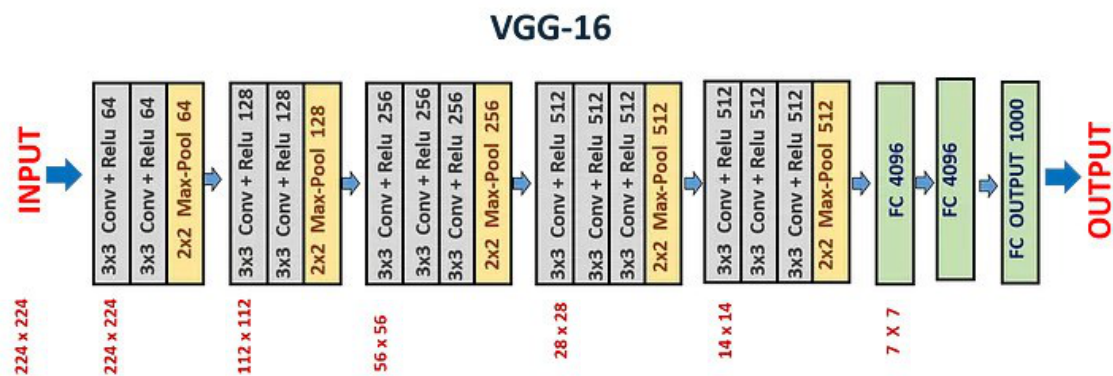 VGG-16
INPUT
3x3 Conv + Relu 64
3x3 Conv + Relu 64
2x2 Max-Pool 64
3x3 Conv + Relu 128
3x3 Conv + Relu 128
2x2 Max-Pool 128
3x3 Conv + Relu 256
3x3 Conv + Relu 256
3x3 Conv + Relu 256
2x2 Max-Pool 256
3x3 Conv + Relu 512
3x3 Conv + Relu 512
3x3 Conv + Relu 512
2x2 Max-Pool 512
3x3 Conv + Relu 512
3x3 Conv + Relu 512
3x3 Conv + Relu 512
2x2 Max-Pool 512
FC 4096
FC 4096
FC OUTPUT 1000
OUTPUT
224 x 224
224 x 224
112 x 112
56 x 56
28 x 28
14 x 14
7 X 7